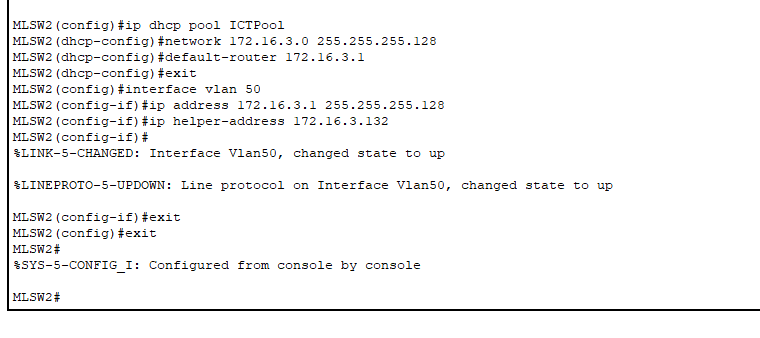 MLSW2(config)#ip dhcp pool ICTPool
MLSW2(dhcp-config)#network 172.16.3.0 255.255.255.128
MLSW2(dhcp-config)#default-router 172.16.3.1
MLSW2(dhcp-config)#exit
MLSW2(config)#interface vlan 50
MLSW2(config-if)#ip address 172.16.3.1 255.255.255.128
MLSW2(config-if)#ip helper-address 172.16.3.132
MLSW2(config-if)#
%LINK-5-CHANGED: Interface Vlan50, changed state to up
%LINEPROTO-5-UPDOWN: Line protocol on Interface Vlan50, changed state to up
MLSW2(config-if)#exit
MLSW2(config)#exit
MLSW2#
%SYS-5-CONFIG_I: Configured from console by console
MLSW2#